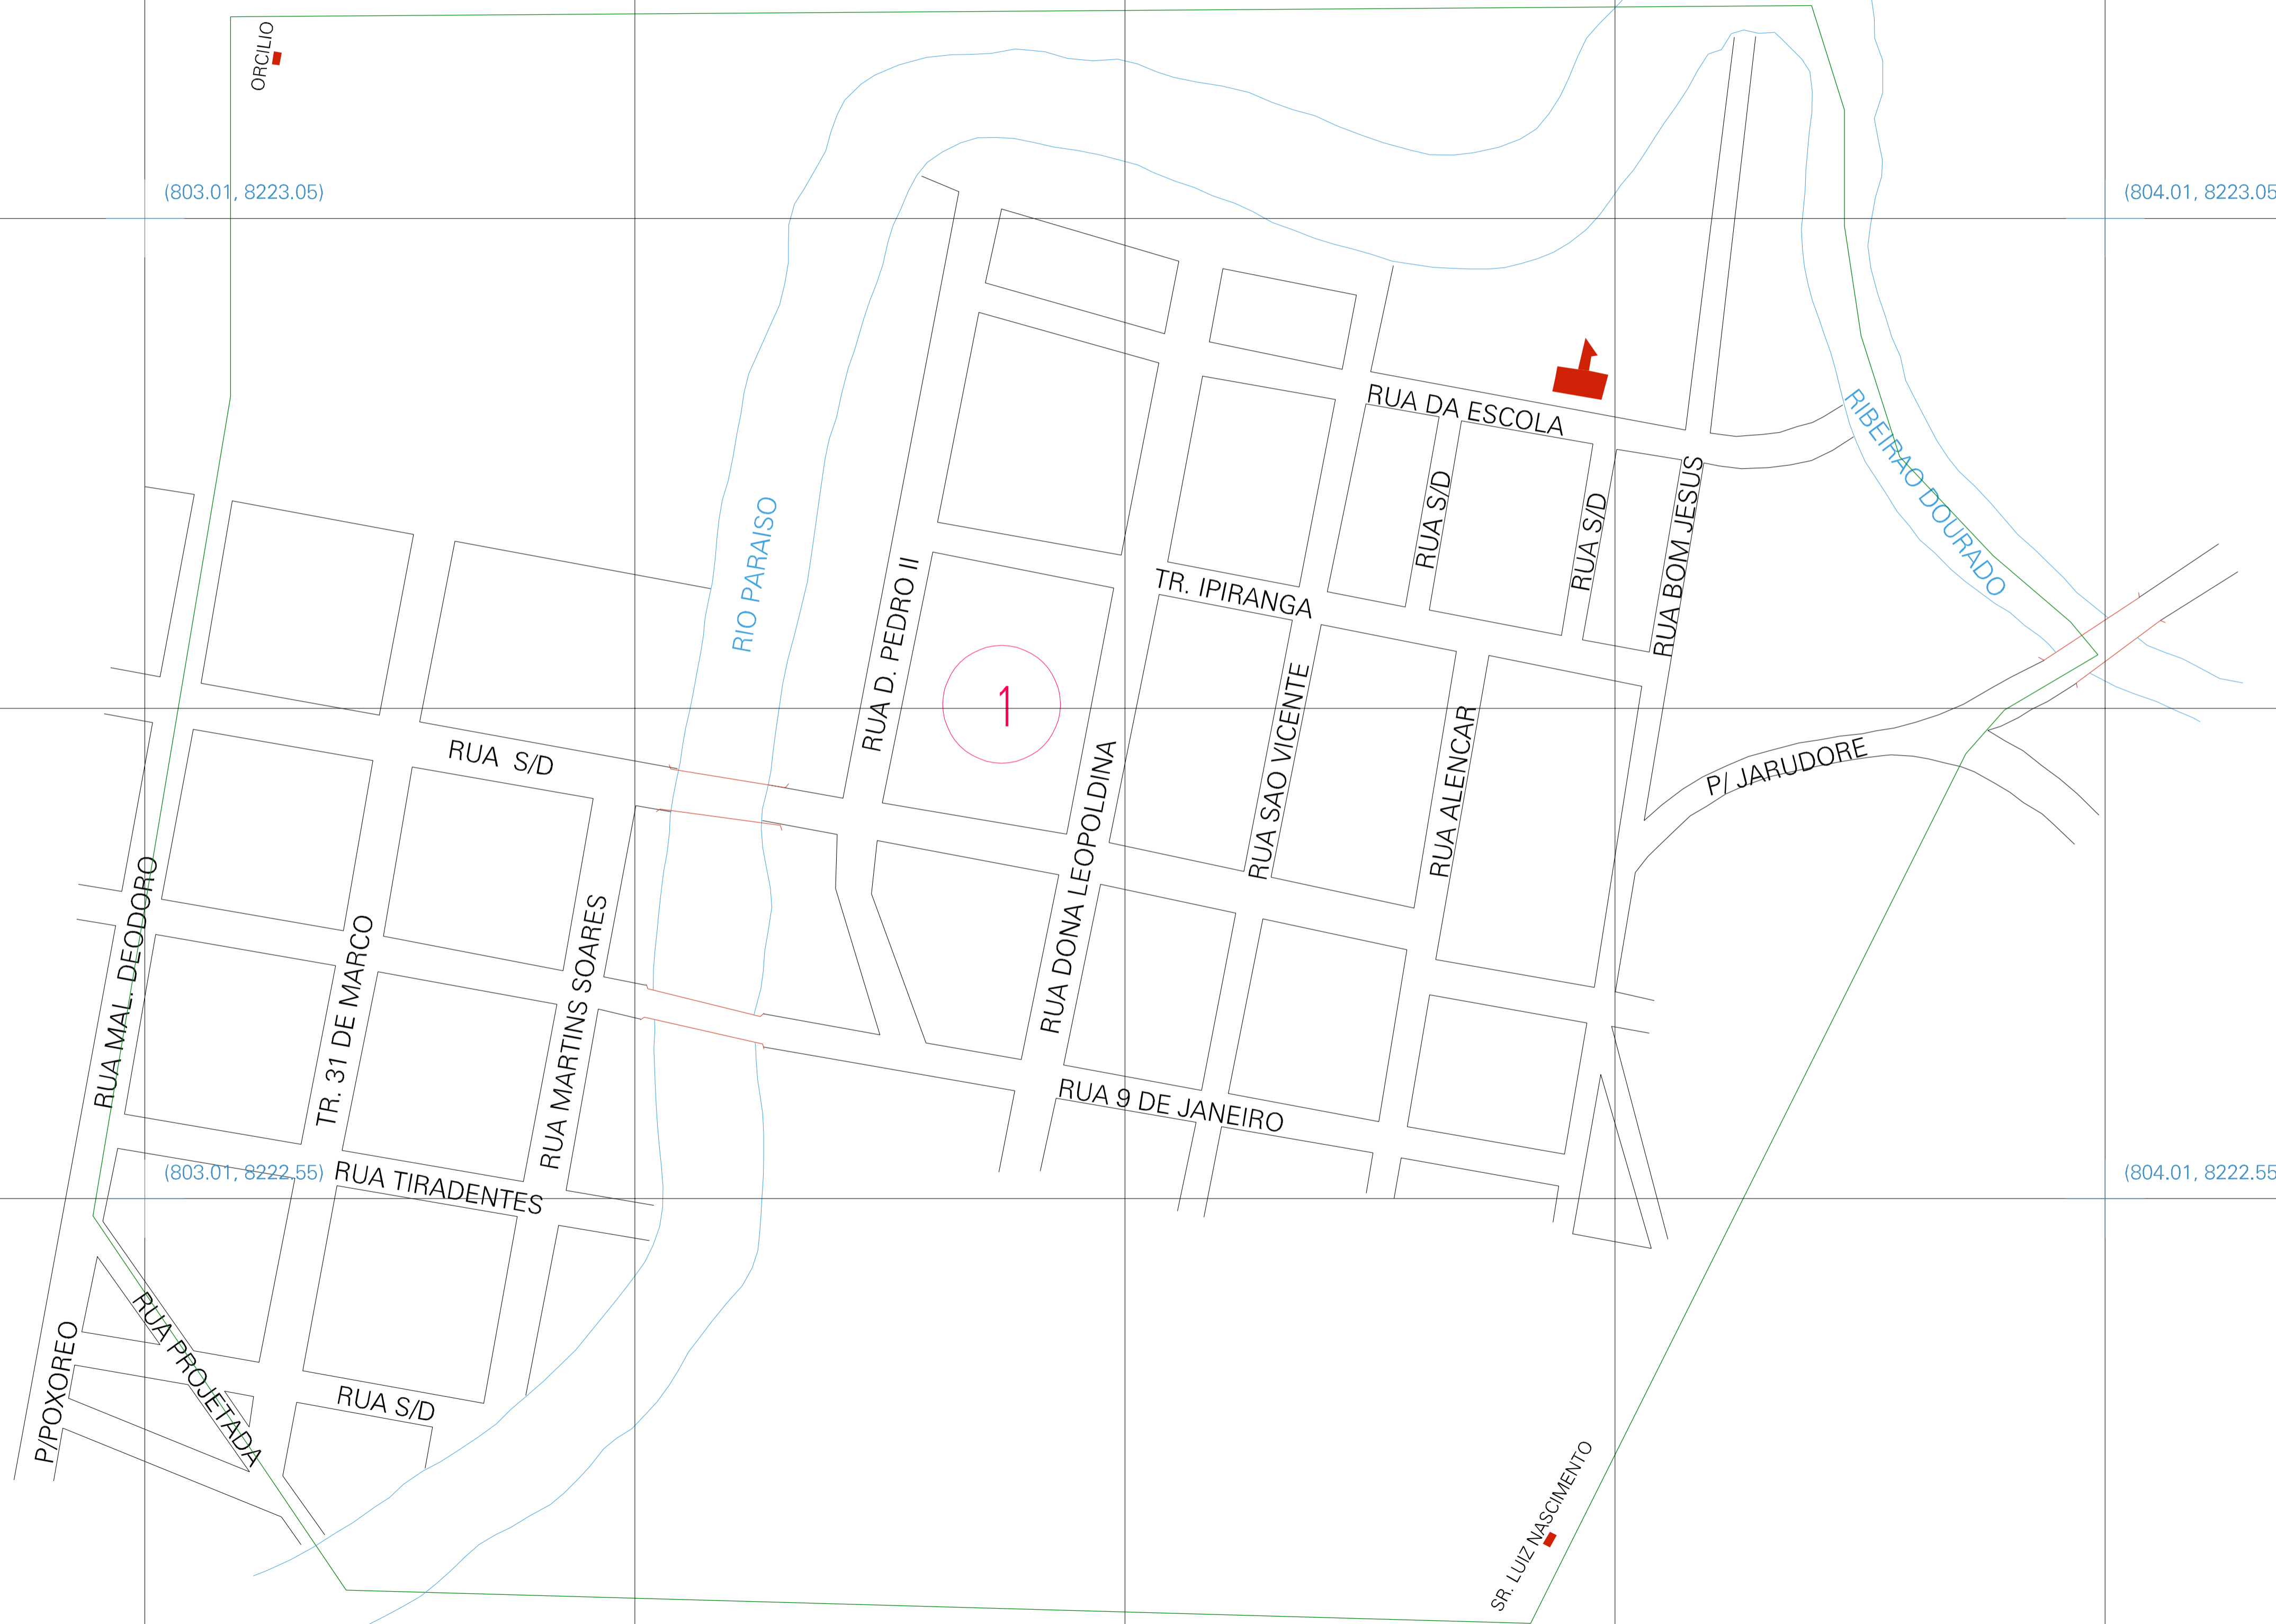 ORCILIO
(803.01, 8223.05)
(804.01, 8223.05
RUA DA ESCOLA
RIBEIRAO DOURADO
RIO PARAISO
RUA S/D
RUA S/D
RUA BOM JESUS
TR. IPIRANGA
RUA D. PEDRO II
1
RUA SAO VICENTE
RUA ALENCAR
P/ JARUDORE
RUA S/D
RUA DONA LEOPOLDINA
RUA MAL. DEODORO
TR. 31 DE MARCO
RUA MARTINS SOARES
RUA 9 DE JANEIRO
(803.01, 8222.55)
RUA TIRADENTES
(804.01, 8222.55
RUA PROJETADA
P/POXOREO
RUA S/D
SR. LUIZ NASCIMENTO